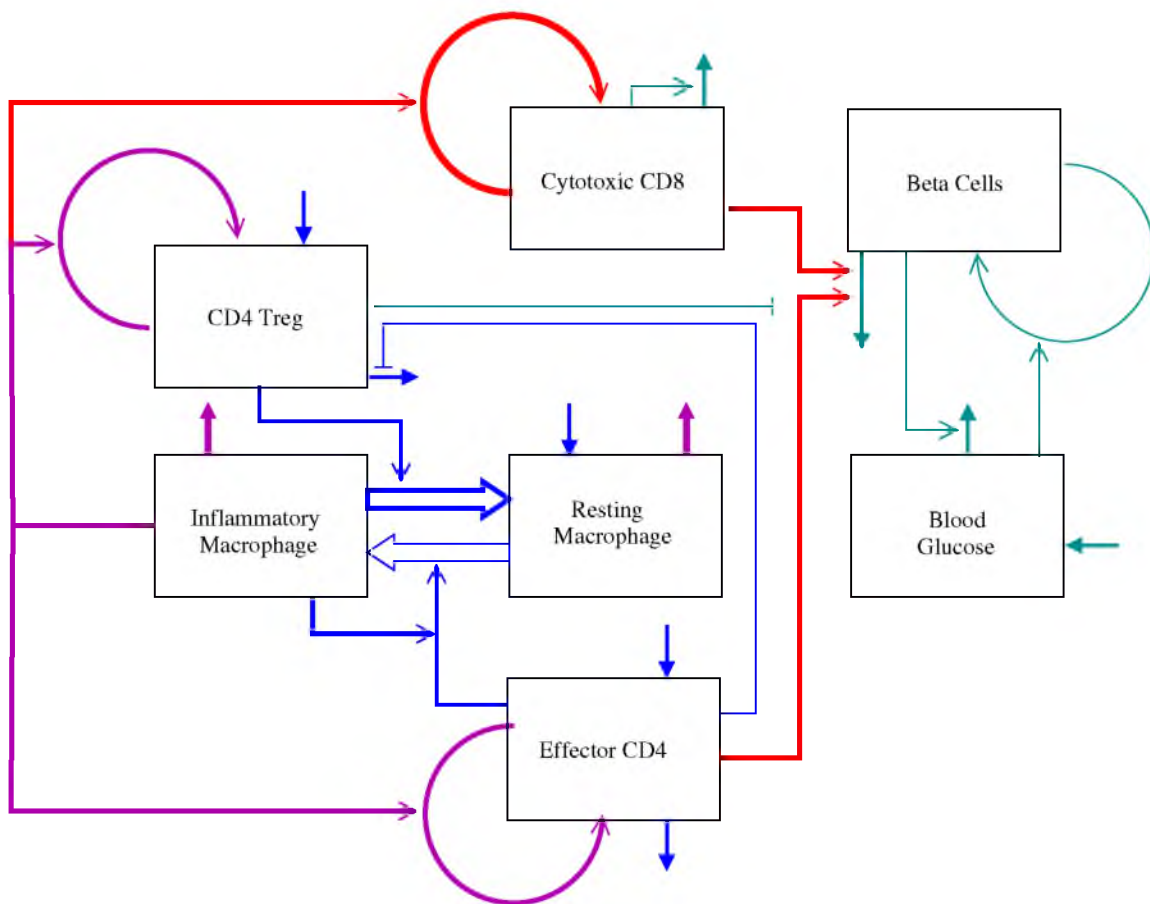 Cytotoxic CD8
Beta Cells
CD4 Treg
Inflammatory
Macrophage
Resting
Macrophage
Blood
Glucose
Effector CD4